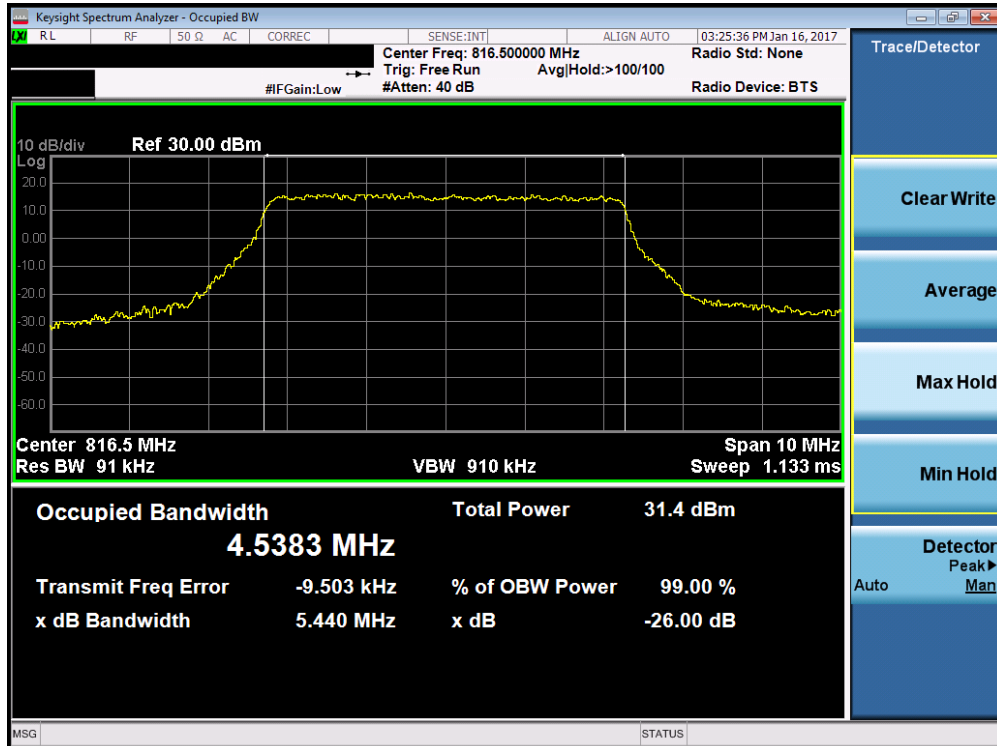 Keysight Spectrum Analyzer - Occupied BW
LXI RL RF 50 Ω AC CORREC SENSE:INT ALIGN AUTO 03:25:36 PM Jan 16, 2017
Center Freq: 816.500000 MHz Radio Std: None
Trig: Free Run Avg|Hold:>100/100
#IFGain:Low #Atten: 40 dB Radio Device: BTS
Trace/Detector
10 dB/div Ref 30.00 dBm
Log
20.0
10.0
0.00
-10.0
-20.0
-30.0
-40.0
-50.0
-60.0
Center 816.5 MHz Span 10 MHz
Res BW 91 kHz VBW 910 kHz Sweep 1.133 ms
Occupied Bandwidth Total Power 31.4 dBm
4.5383 MHz
Transmit Freq Error -9.503 kHz % of OBW Power 99.00 %
x dB Bandwidth 5.440 MHz x dB -26.00 dB
Clear Write
Average
Max Hold
Min Hold
Detector
Peak▶
Auto Man
MSG STATUS